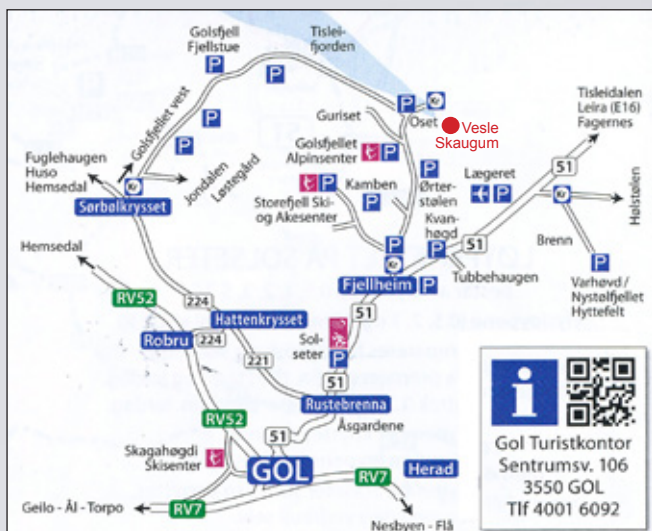 Golsfjell
Fjellstue
Tislei-
fjorden
P
P
Golsfjellet vest
P
P
Jondalen
Løstegård
Fuglehaugen
Huso
Hemsedal
Kr
Sørbølkrysset
Hemsedal
P
Kr
Oset
Vesle
Skaugum
Guriset
Golsfjellet
Alpinsenter
P
Kamben
P
P
Storefjell Ski-
og Akesenter
P
Ørter-
stølen
Kvan-
høgd
P
P
Kr
Fjellheim
P
Lægeret
P
51
Tisleidalen
Leira (E16)
Fagernes
Kr
Hølstølen
Brenn
P
Varhøvd/
Nystølfjellet
Hyttefelt
51
Tubbehaugen
51
RV52
224
Hattenkrysset
Robru
224
221
Sol-
seter
P
51
Rustebrenna
Åsgardene
51
RV52
Skagahøgdi
Skisenter
GOL
Herad
RV7
RV7
Geilo - Ål - Torpo
Nesbyen - Flå
i
Gol Turistkontor
Sentrumsv. 106
3550 GOL
Tlf 4001 6092